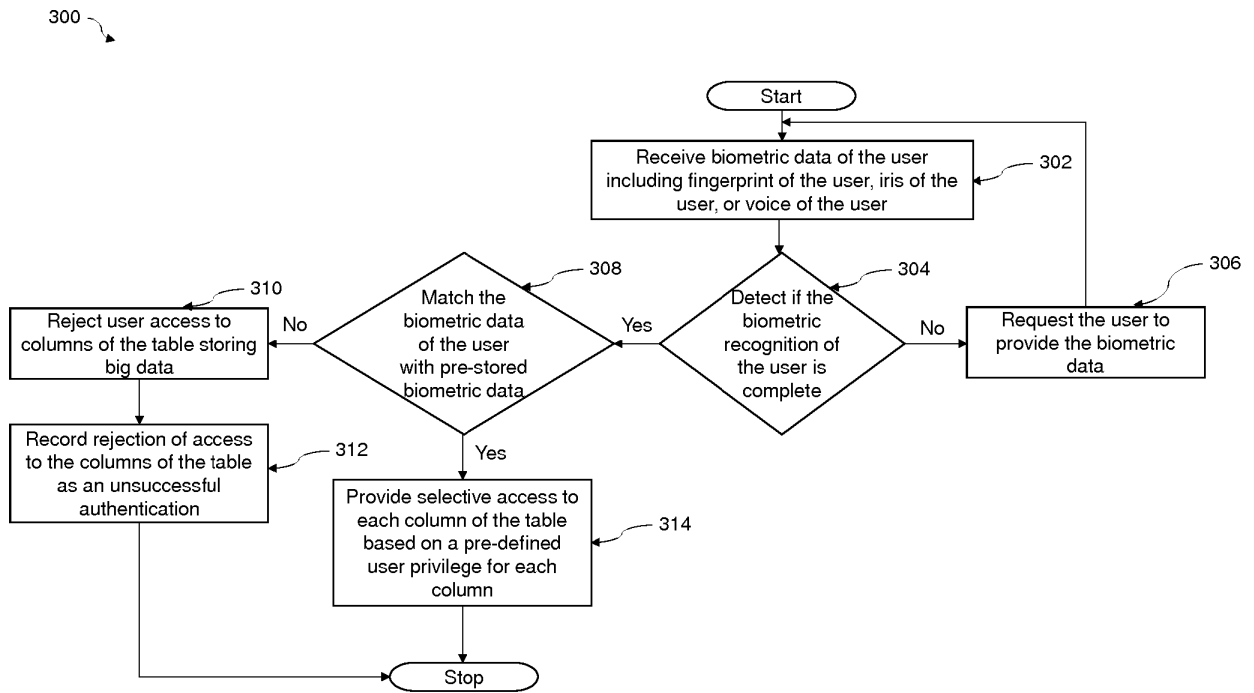 300
Start
Receive biometric data of the user
including fingerprint of the user, iris of the
user, or voice of the user
302
Detect if the
biometric
recognition of
the user is
complete
304
No
Request the user to
provide the biometric
data
306
Yes
Match the
biometric data
of the user
with pre-stored
biometric data
308
No
Reject user access to
columns of the table storing
big data
310
Record rejection of access
to the columns of the table
as an unsuccessful
authentication
312
Yes
Provide selective access to
each column of the table
based on a pre-defined
user privilege for each
column
314
Stop